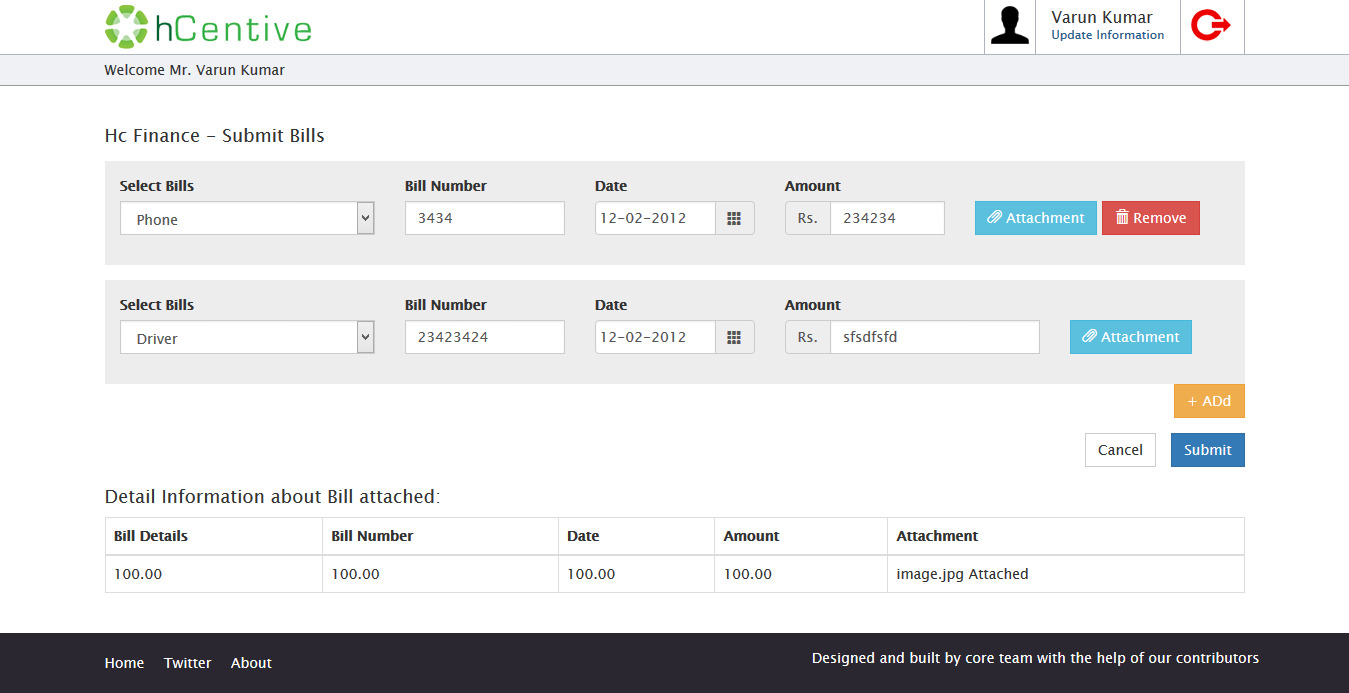 hCentive
Varun Kumar
Update Information
Welcome Mr. Varun Kumar
Hc Finance - Submit Bills
Select Bills Bill Number Date Amount
Phone 3434 12-02-2012 Rs. 234234 Attachment Remove
Select Bills Bill Number Date Amount
Driver 23423424 12-02-2012 Rs. sfsdfsfd Attachment
+ ADd
Cancel Submit
Detail Information about Bill attached:
Bill Details Bill Number Date Amount Attachment
100.00 100.00 100.00 100.00 image.jpg Attached
Home Twitter About Designed and built by core team with the help of our contributors